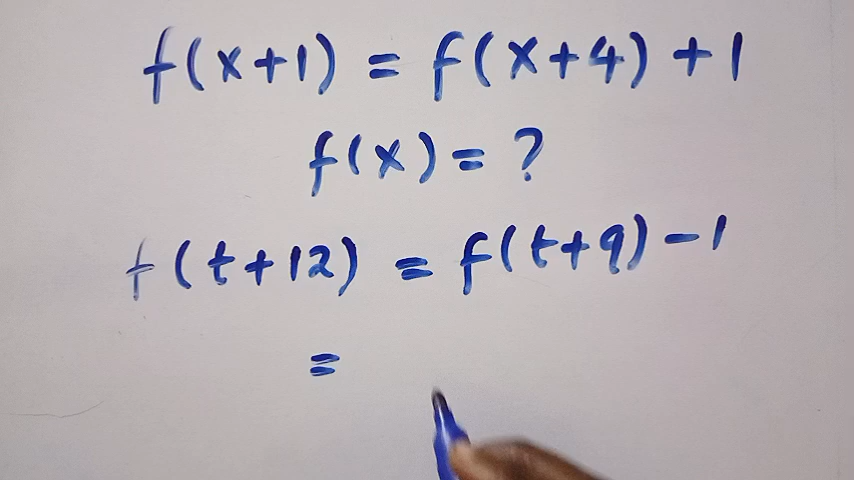 f(x+1) = f(x+4) + 1
f(x) = ?
f(t+12) = f(t+9) - 1
=